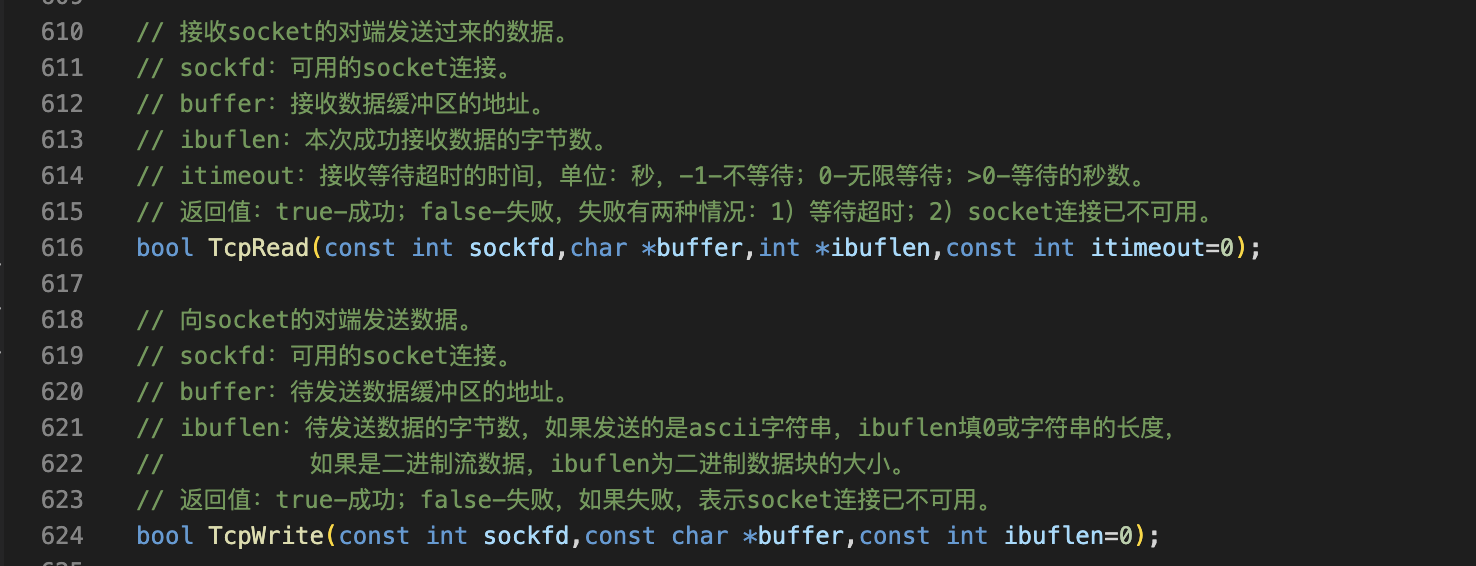 610 // 接收socket的对端发送过来的数据。
611 // sockfd：可用的socket连接。
612 // buffer：接收数据缓冲区的地址。
613 // ibuflen：本次成功接收数据的字节数。
614 // itimeout：接收等待超时的时间，单位：秒，-1-不等待；0-无限等待；>0-等待的秒数。
615 // 返回值：true-成功；false-失败，失败有两种情况：1）等待超时；2）socket连接已不可用。
616 bool TcpRead(const int sockfd,char *buffer,int *ibuflen,const int itimeout=0);
617
618 // 向socket的对端发送数据。
619 // sockfd：可用的socket连接。
620 // buffer：待发送数据缓冲区的地址。
621 // ibuflen：待发送数据的字节数，如果发送的是ascii字符串，ibuflen填0或字符串的长度，
622 //          如果是二进制流数据，ibuflen为二进制数据块的大小。
623 // 返回值：true-成功；false-失败，如果失败，表示socket连接已不可用。
624 bool TcpWrite(const int sockfd,const char *buffer,const int ibuflen=0);